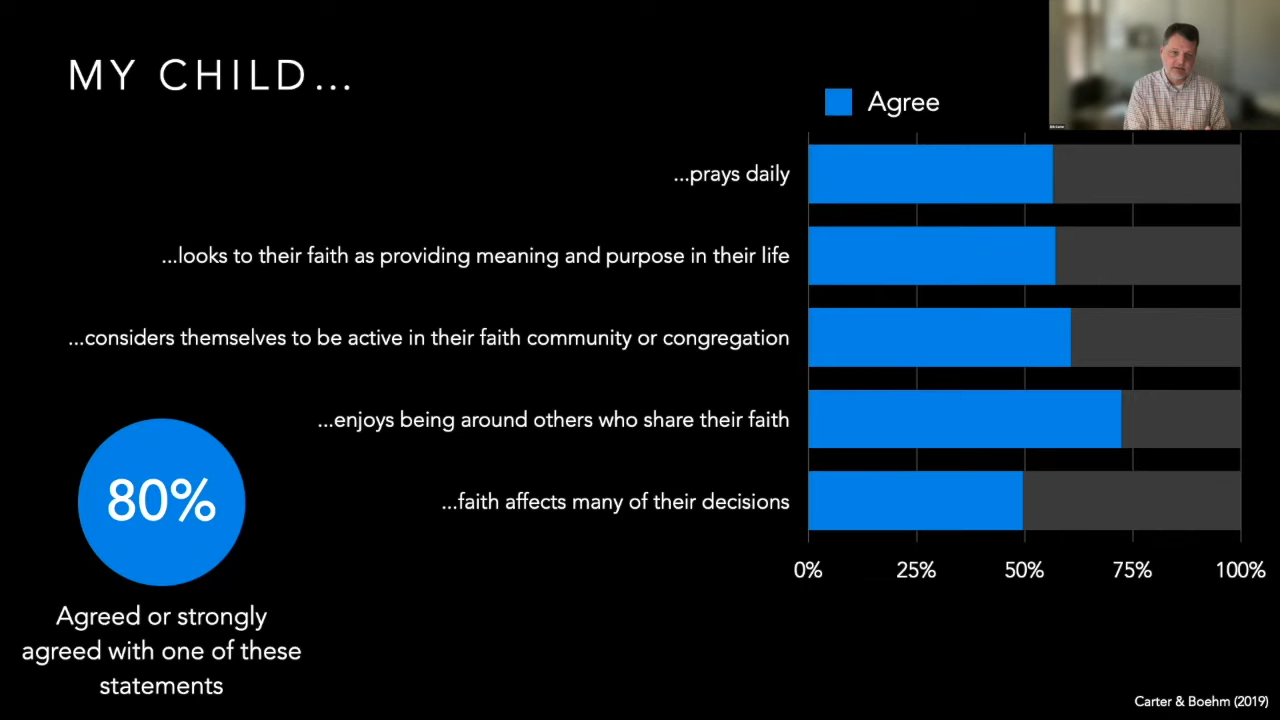 MY CHILD...
Agree
...prays daily
...looks to their faith as providing meaning and purpose in their life
...considers themselves to be active in their faith community or congregation
...enjoys being around others who share their faith
...faith affects many of their decisions
0% 25% 50% 75% 100%
80%
Agreed or strongly
agreed with one of these
statements
Carter & Boehm (2019)